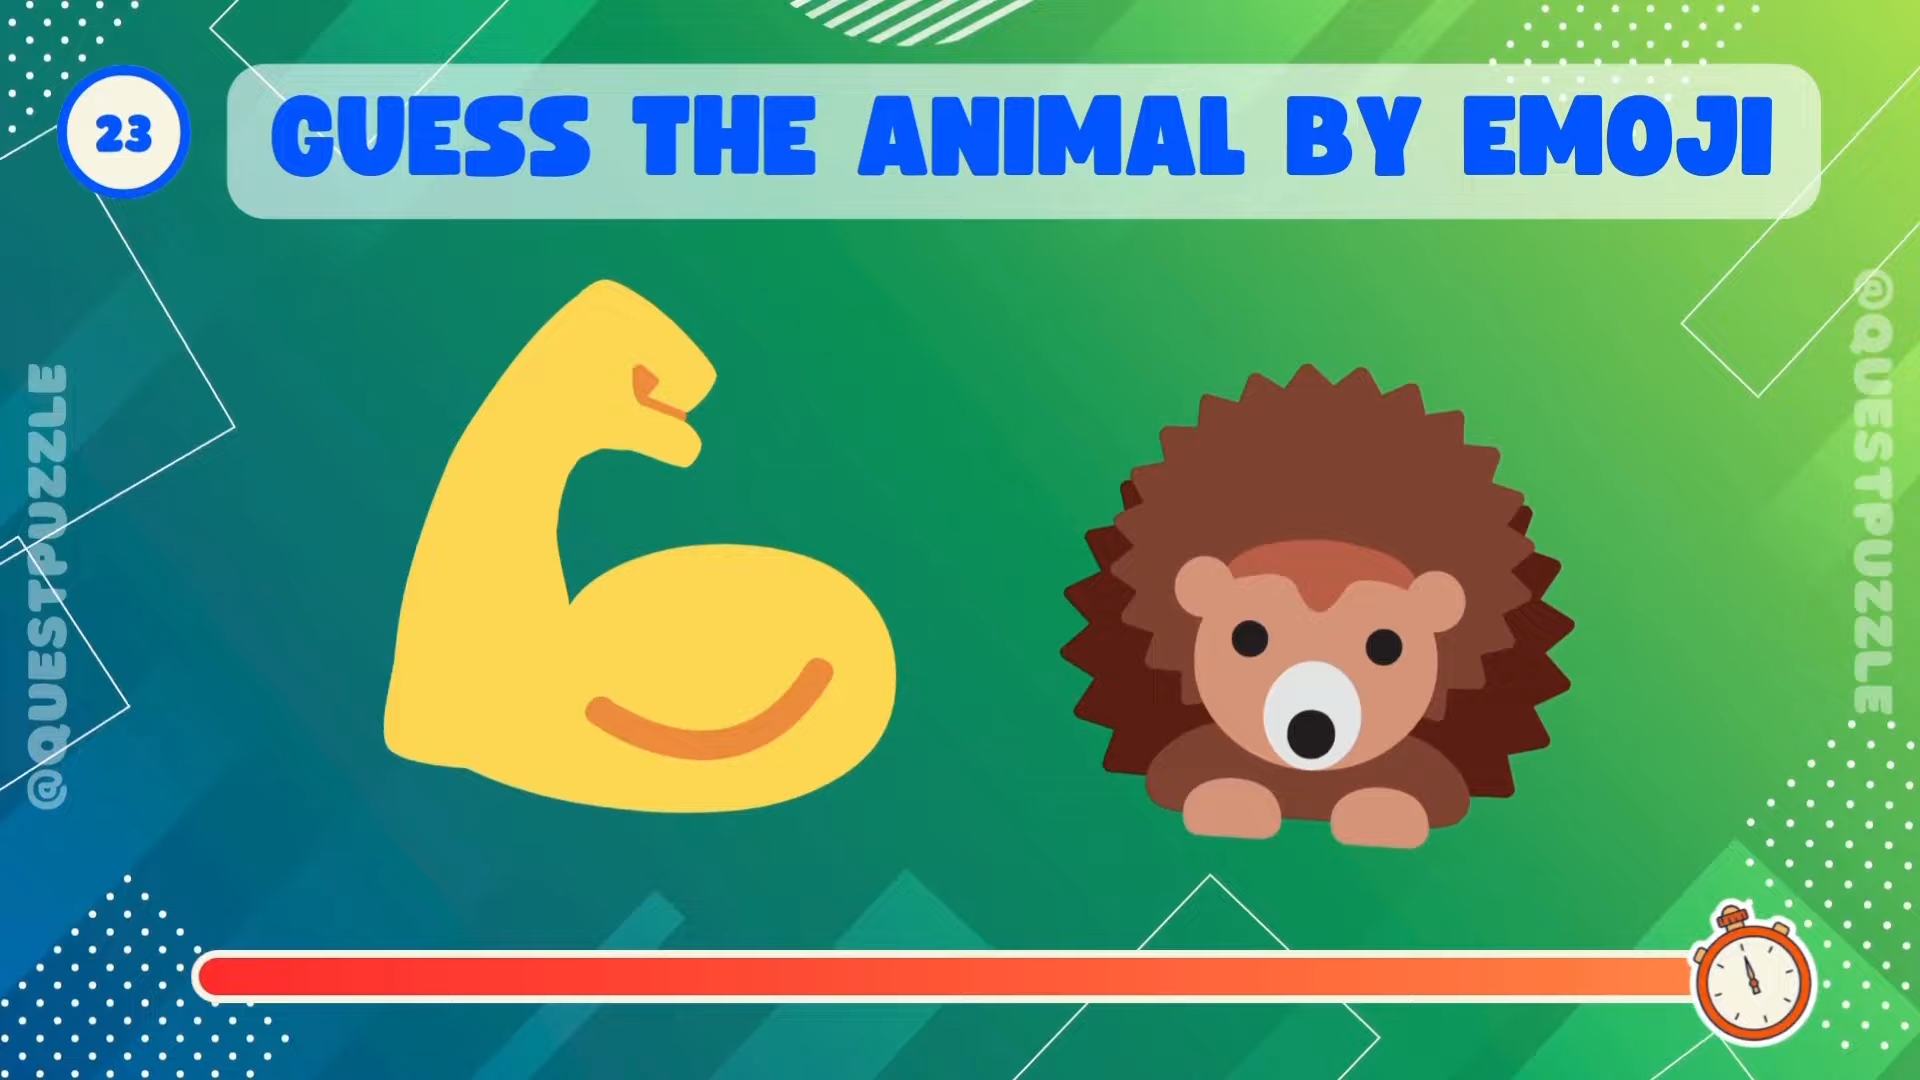 23
GUESS THE ANIMAL BY EMOJI
@QUESTPUZZLE
@QUESTPUZZLE